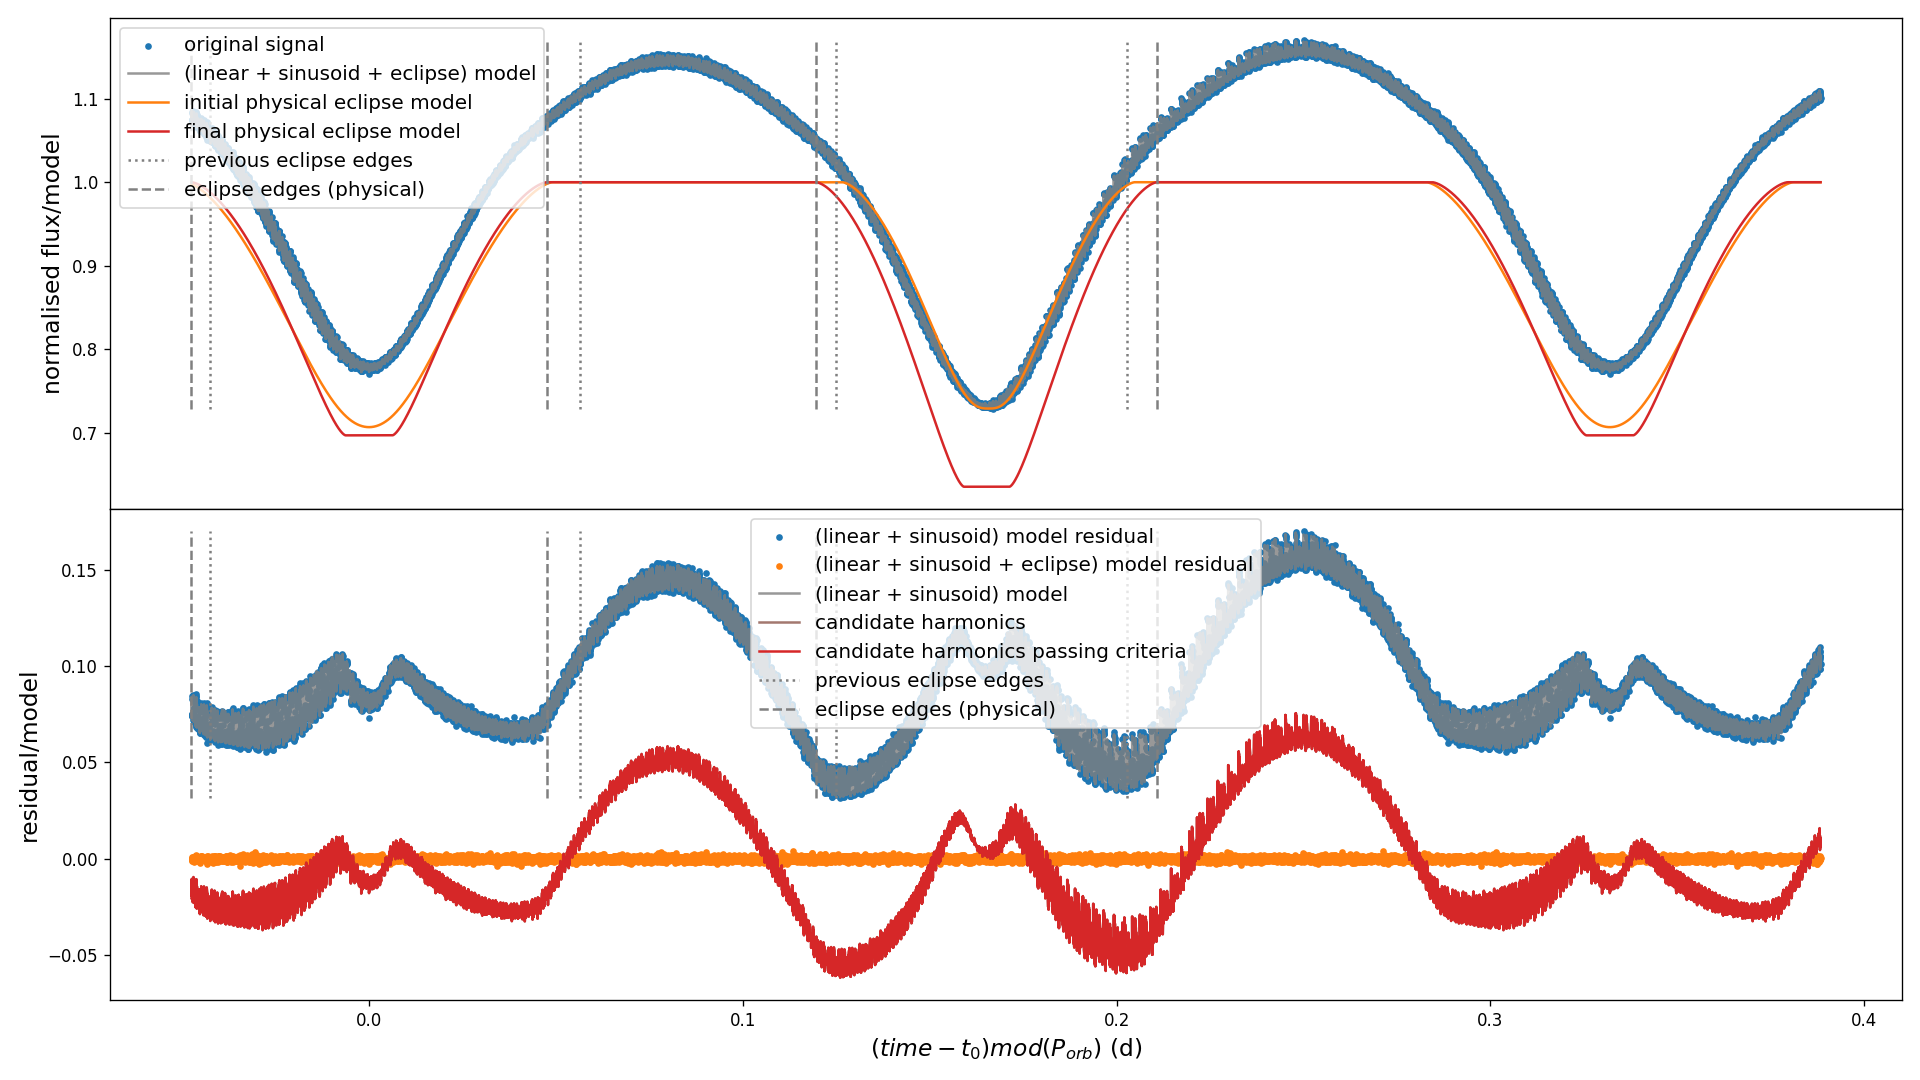 normalised flux/model
1.1
1.0
0.9
0.8
0.7
original signal
(linear + sinusoid + eclipse) model
initial physical eclipse model
final physical eclipse model
previous eclipse edges
eclipse edges (physical)
residual/model
0.15
0.10
0.05
0.00
−0.05
(linear + sinusoid) model residual
(linear + sinusoid + eclipse) model residual
(linear + sinusoid) model
candidate harmonics
candidate harmonics passing criteria
previous eclipse edges
eclipse edges (physical)
0.0 0.1 0.2 0.3 0.4
(time − t₀)mod(P_orb) (d)